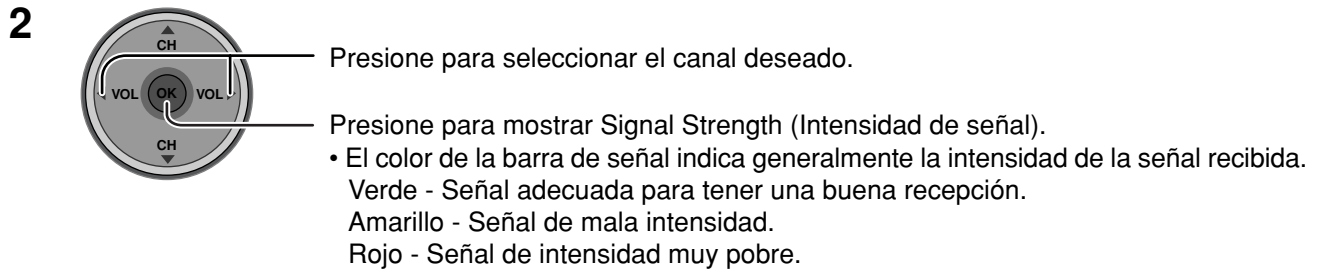 2
CH
Presione para seleccionar el canal deseado.
VOL OK VOL
Presione para mostrar Signal Strength (Intensidad de señal).
CH
• El color de la barra de señal indica generalmente la intensidad de la señal recibida.
Verde - Señal adecuada para tener una buena recepción.
Amarillo - Señal de mala intensidad.
Rojo - Señal de intensidad muy pobre.